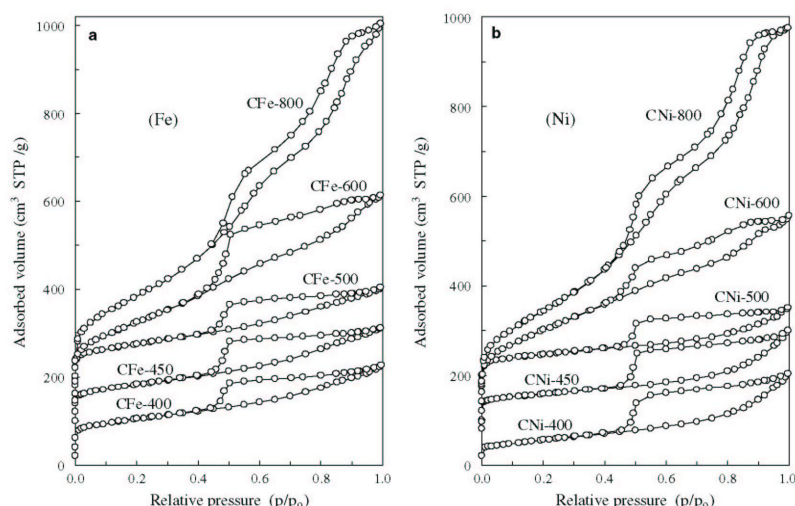 a
(Fe)
CFe-800
CFe-600
CFe-500
CFe-450
CFe-400
1000
800
600
400
200
0
0.0 0.2 0.4 0.6 0.8 1.0
Adsorbed volume (cm³ STP /g)
Relative pressure (p/p₀)
b
(Ni)
CNi-800
CNi-600
CNi-500
CNi-450
CNi-400
1000
800
600
400
200
0
0.0 0.2 0.4 0.6 0.8 1.0
Adsorbed volume (cm³ STP /g)
Relative pressure (p/p₀)